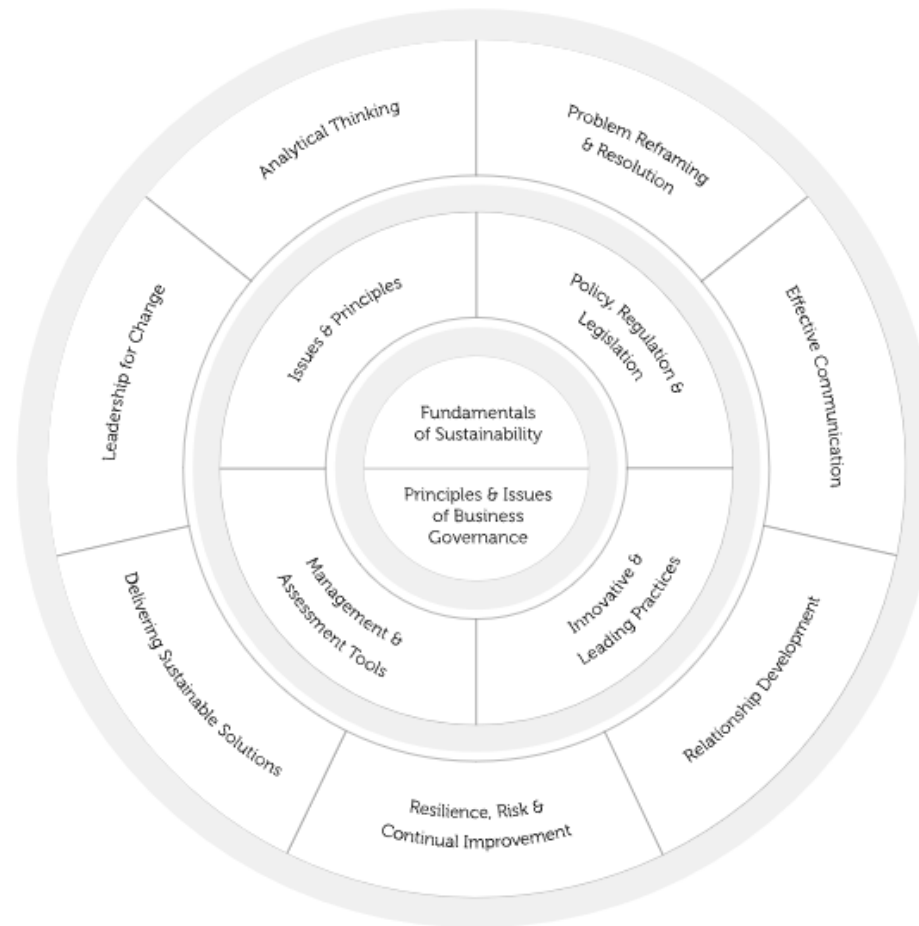 Analytical Thinking
Problem Reframing
& Resolution
Effective Communication
Relationship Development
Resilience, Risk &
Continual Improvement
Delivering Sustainable Solutions
Leadership for Change
Issues & Principles
Policy, Regulation &
Legislation
Innovative &
Leading Practices
Management &
Assessment Tools
Fundamentals
of Sustainability
Principles & Issues
of Business
Governance